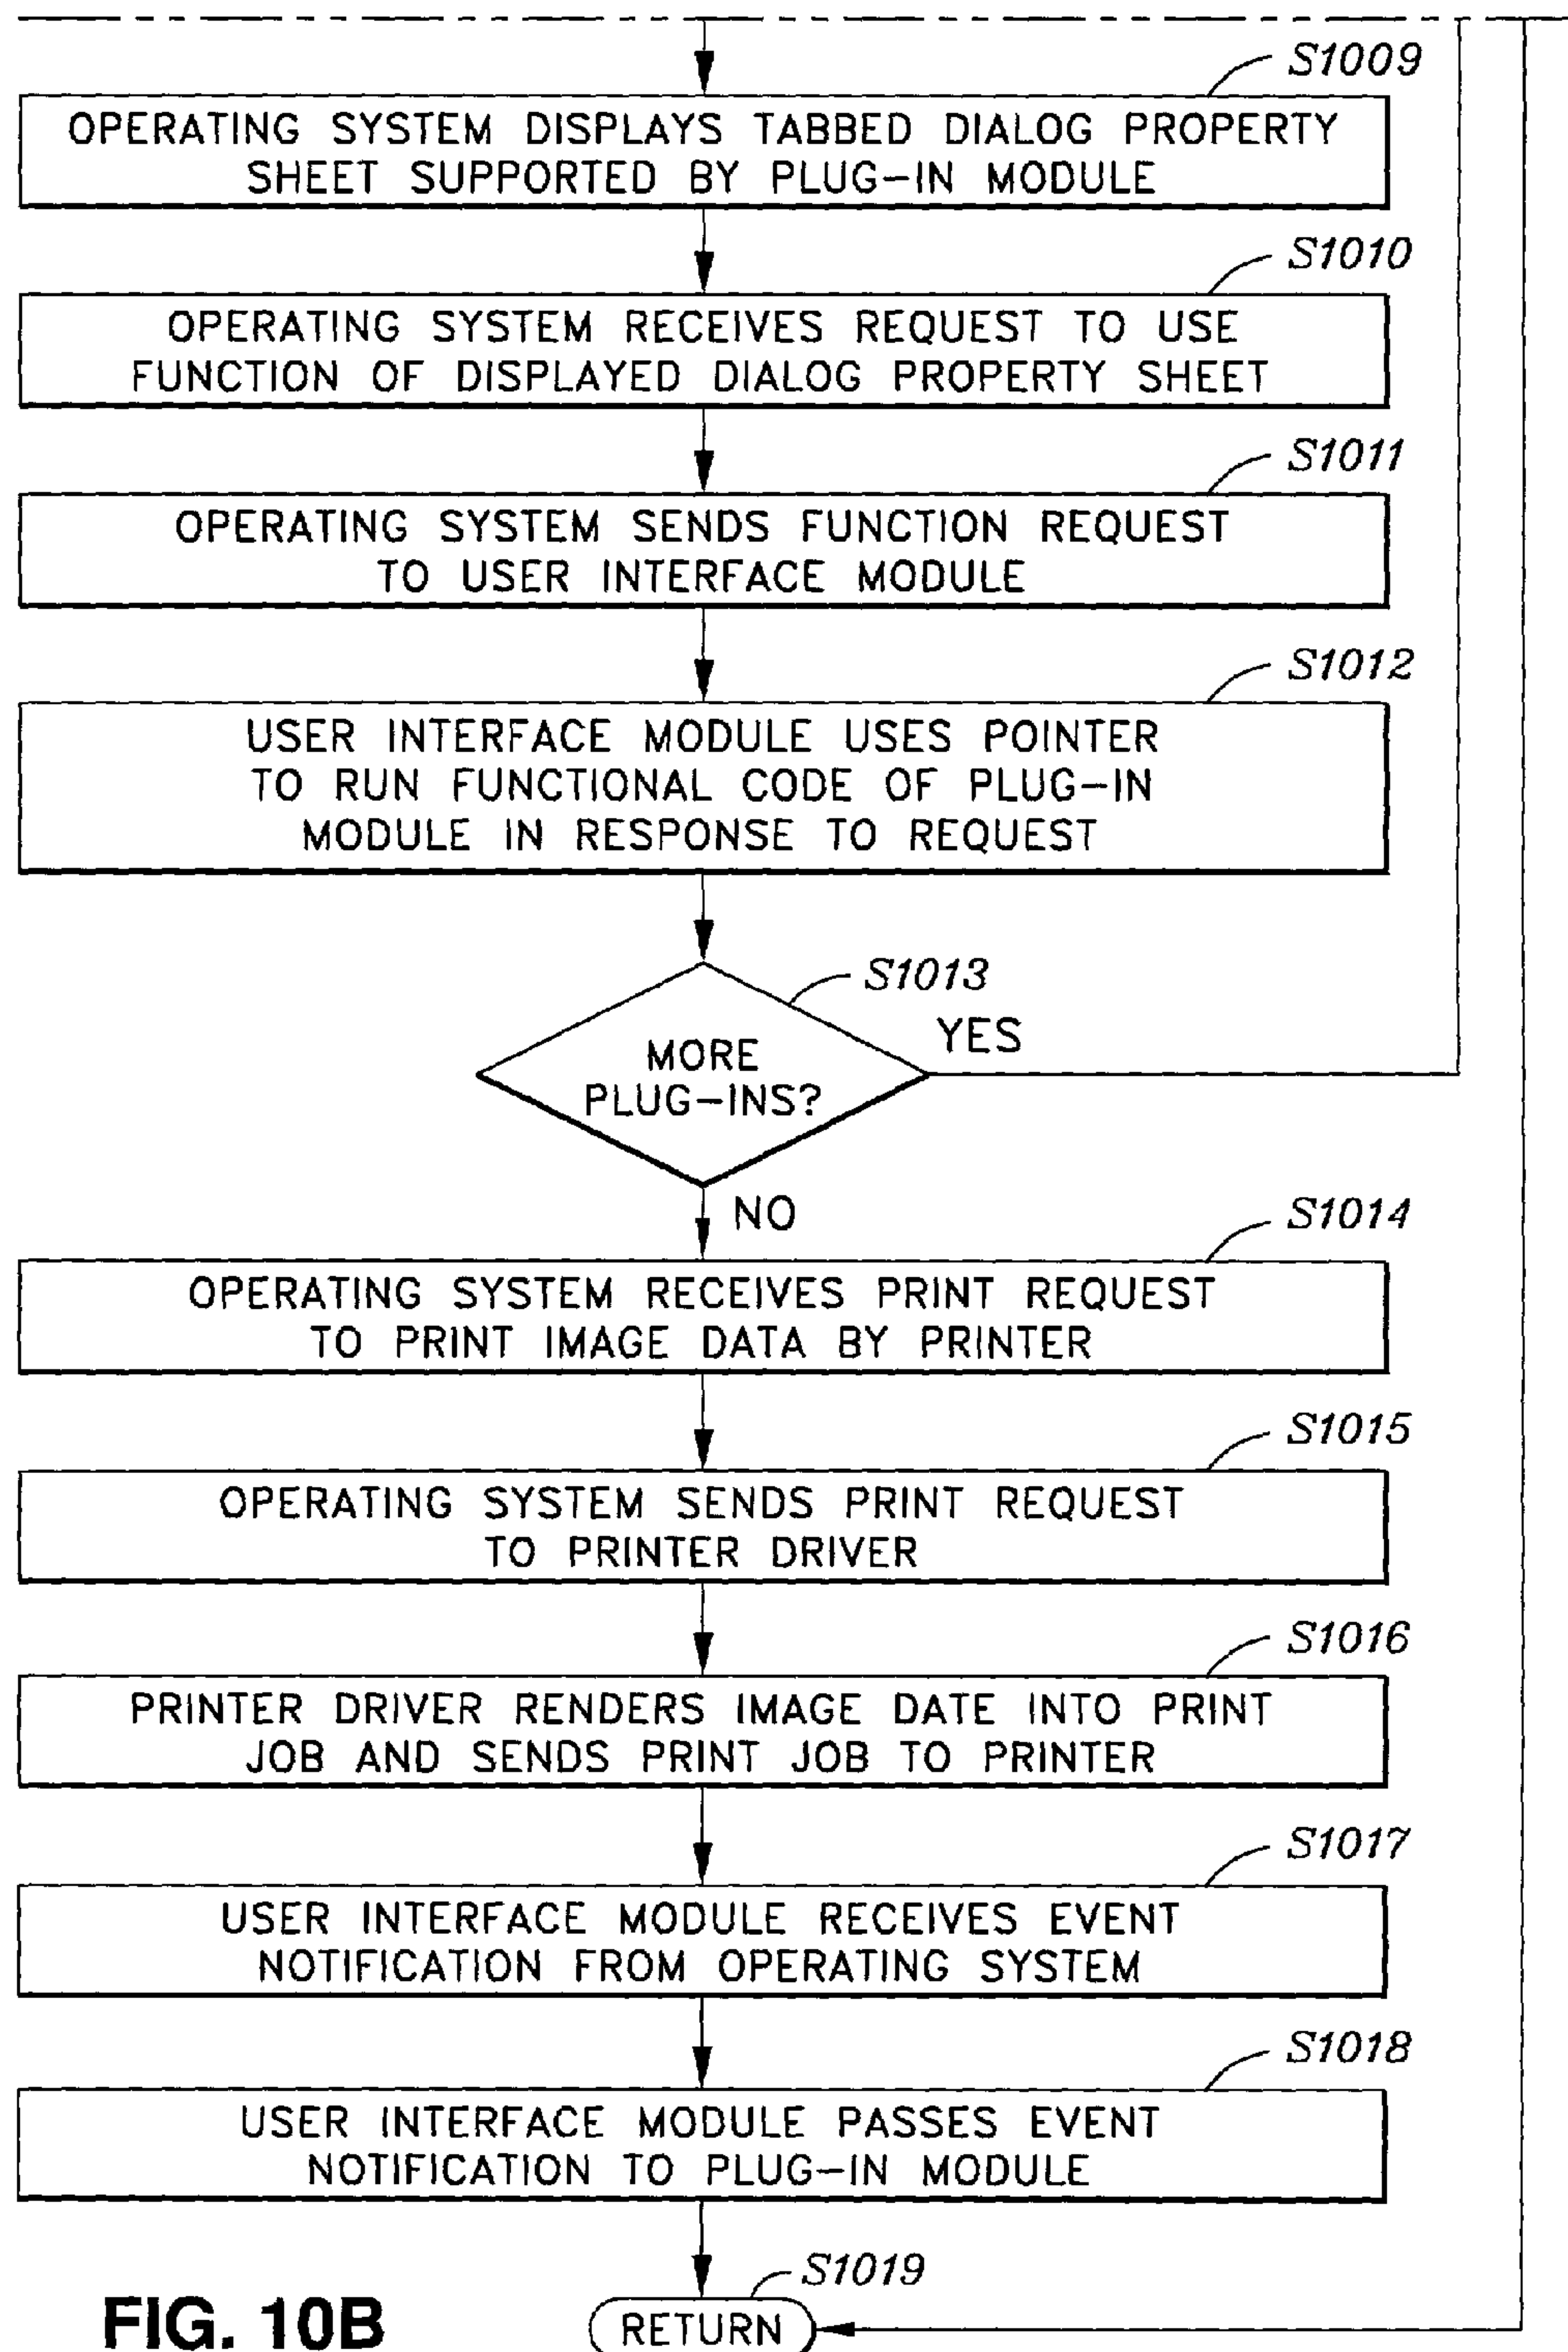 S1009
OPERATING SYSTEM DISPLAYS TABBED DIALOG PROPERTY
SHEET SUPPORTED BY PLUG-IN MODULE
S1010
OPERATING SYSTEM RECEIVES REQUEST TO USE
FUNCTION OF DISPLAYED DIALOG PROPERTY SHEET
S1011
OPERATING SYSTEM SENDS FUNCTION REQUEST
TO USER INTERFACE MODULE
S1012
USER INTERFACE MODULE USES POINTER
TO RUN FUNCTIONAL CODE OF PLUG-IN
MODULE IN RESPONSE TO REQUEST
S1013
YES
MORE
PLUG-INS?
NO
S1014
OPERATING SYSTEM RECEIVES PRINT REQUEST
TO PRINT IMAGE DATA BY PRINTER
S1015
OPERATING SYSTEM SENDS PRINT REQUEST
TO PRINTER DRIVER
S1016
PRINTER DRIVER RENDERS IMAGE DATE INTO PRINT
JOB AND SENDS PRINT JOB TO PRINTER
S1017
USER INTERFACE MODULE RECEIVES EVENT
NOTIFICATION FROM OPERATING SYSTEM
S1018
USER INTERFACE MODULE PASSES EVENT
NOTIFICATION TO PLUG-IN MODULE
S1019
RETURN
FIG. 10B